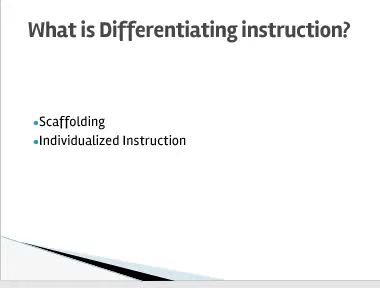 What is Differentiating instruction?
•Scaffolding
•Individualized Instruction